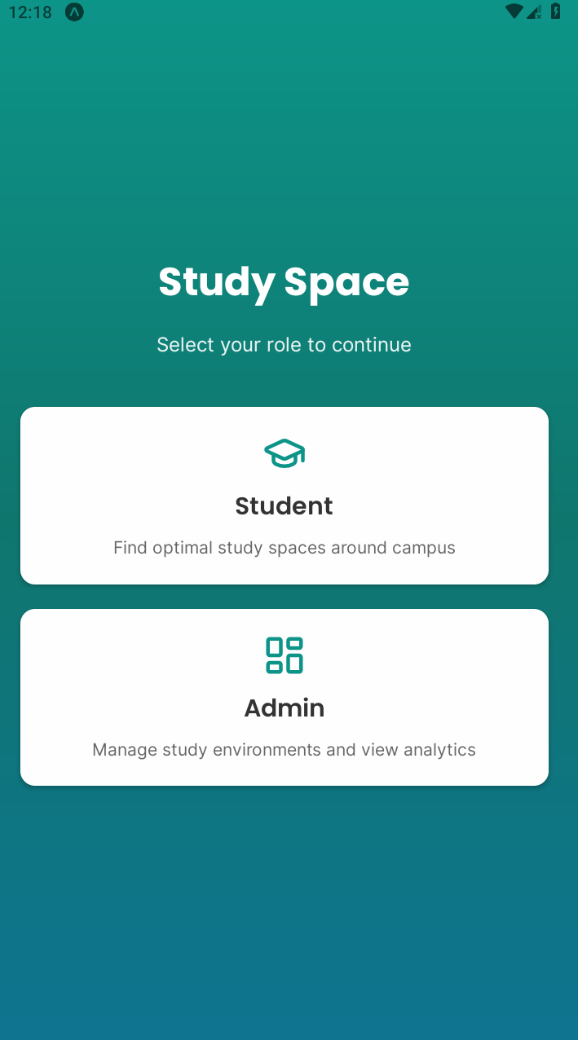 12:18
Study Space
Select your role to continue
Student
Find optimal study spaces around campus
Admin
Manage study environments and view analytics